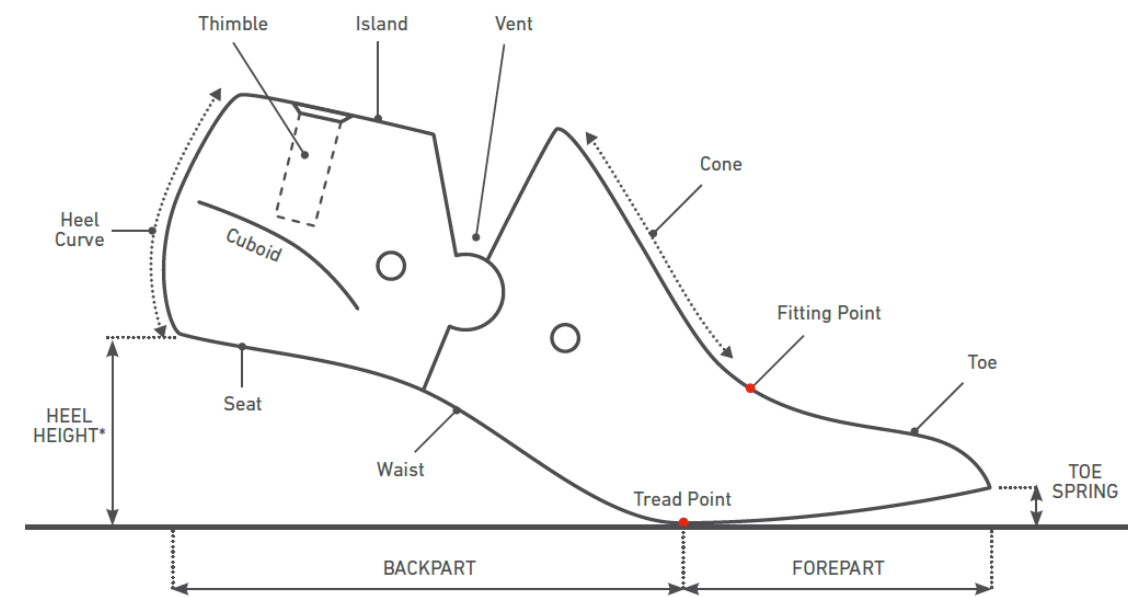 Thimble
Island
Vent
Cone
Heel
Curve
Cuboid
Fitting Point
Toe
Seat
HEEL
HEIGHT*
Waist
Tread Point
TOE
SPRING
BACKPART
FOREPART